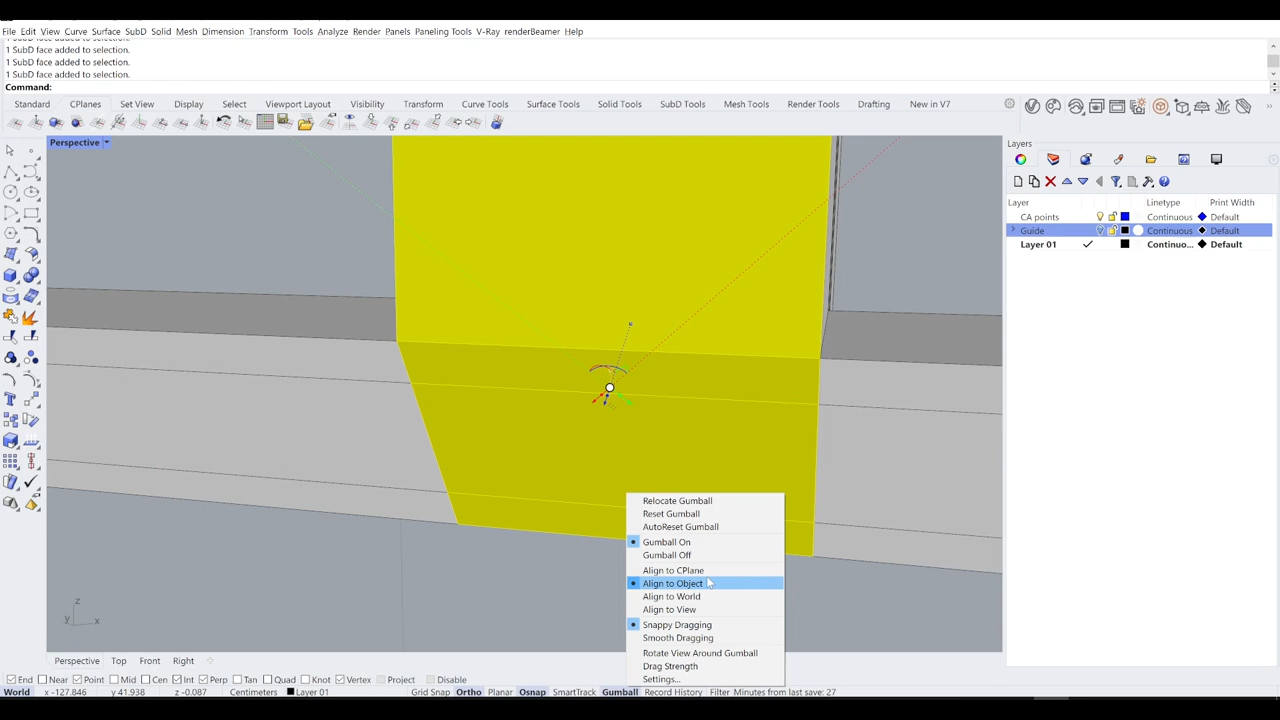 File Edit View Curve Surface SubD Solid Mesh Dimension Transform Tools Analyze Render Panels Paneling Tools V-Ray renderBeamer Help
1 SubD face added to selection.
1 SubD face added to selection.
1 SubD face added to selection.
Command:
Standard CPlanes Set View Display Select Viewport Layout Visibility Transform Curve Tools Surface Tools Solid Tools SubD Tools Mesh Tools Render Tools Drafting New in V7
Perspective
Layers
Layer Linetype Print Width
CA points Continuous Default
Guide Continuous Default
Layer 01 Continuo... Default
Relocate Gumball
Reset Gumball
AutoReset Gumball
Gumball On
Gumball Off
Align to CPlane
Align to Object
Align to World
Align to View
Snappy Dragging
Smooth Dragging
Rotate View Around Gumball
Drag Strength
Settings...
z
y x
Perspective Top Front Right
End Near Point Mid Cen Int Perp Tan Quad Knot Vertex Project Disable
World x -127.846 y 41.938 z -0.087 Centimeters Layer 01 Grid Snap Ortho Planar Osnap SmartTrack Gumball Record History Filter Minutes from last save: 27